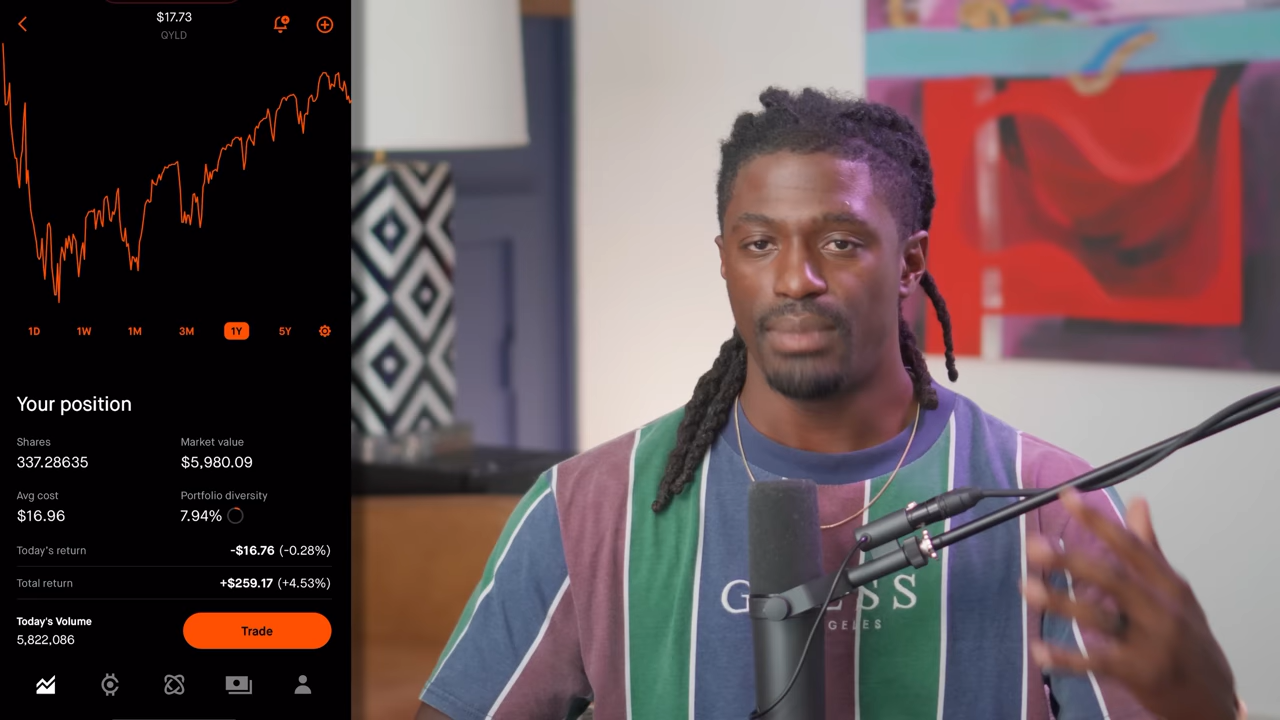 $17.73
QYLD
1D 1W 1M 3M 1Y 5Y
Your position
Shares Market value
337.28635 $5,980.09
Avg cost Portfolio diversity
$16.96 7.94%
Today's return -$16.76 (-0.28%)
Total return +$259.17 (+4.53%)
Today's Volume
5,822,086
Trade